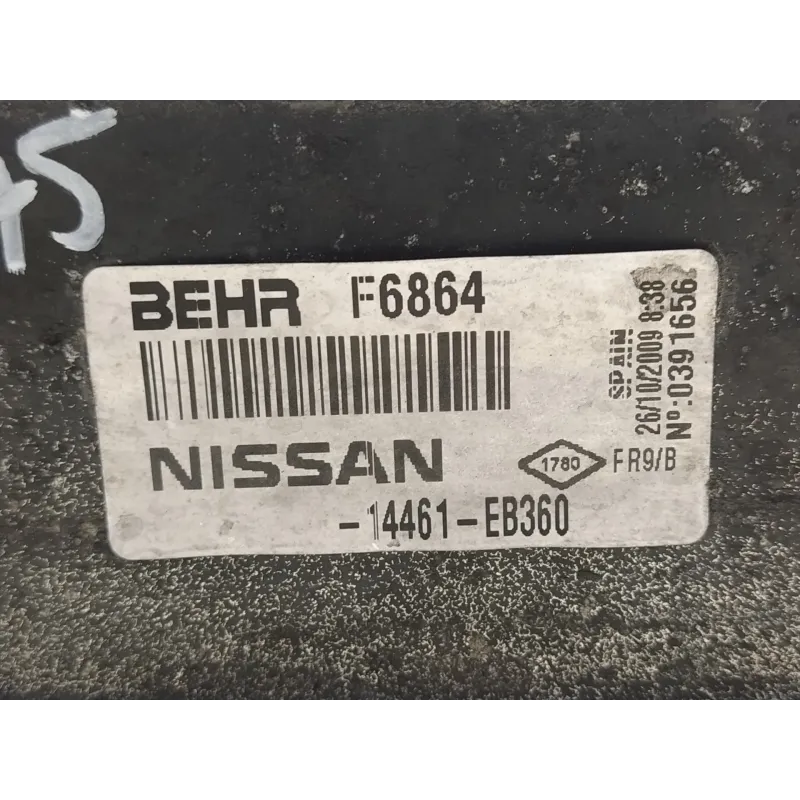 BEHR F6864
NISSAN
1780 FR9/B
-14461-EB360
SPAIN
26/10/2009 8:38
Nº:0391656